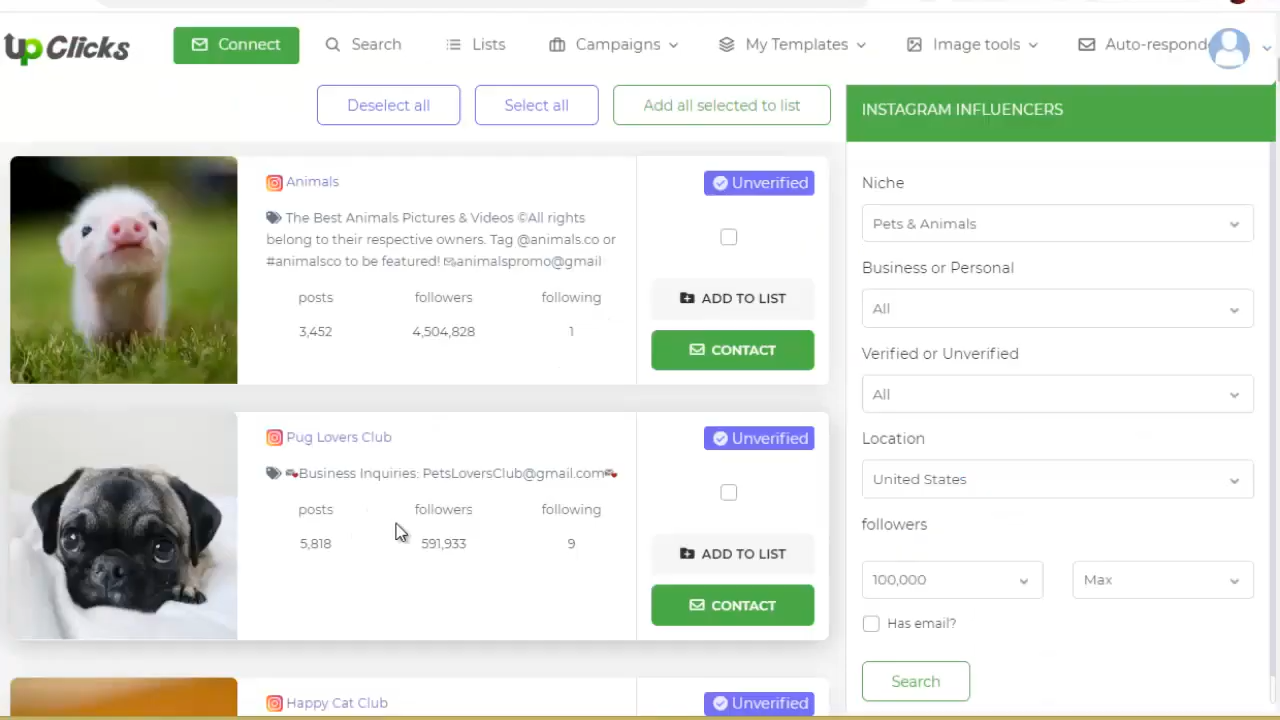 up Clicks
Connect
Search
Lists
Campaigns
My Templates
Image tools
Auto-respond
Deselect all
Select all
Add all selected to list
Animals
The Best Animals Pictures & Videos ©All rights
belong to their respective owners. Tag @animals.co or
#animalsco to be featured! animalspromo@gmail
posts followers following
3,452 4,504,828 1
Unverified
ADD TO LIST
CONTACT
Pug Lovers Club
Business Inquiries: PetsLoversClub@gmail.com
posts followers following
5,818 591,933 9
Unverified
ADD TO LIST
CONTACT
Happy Cat Club
Unverified
INSTAGRAM INFLUENCERS
Niche
Pets & Animals
Business or Personal
All
Verified or Unverified
All
Location
United States
followers
100,000 Max
Has email?
Search